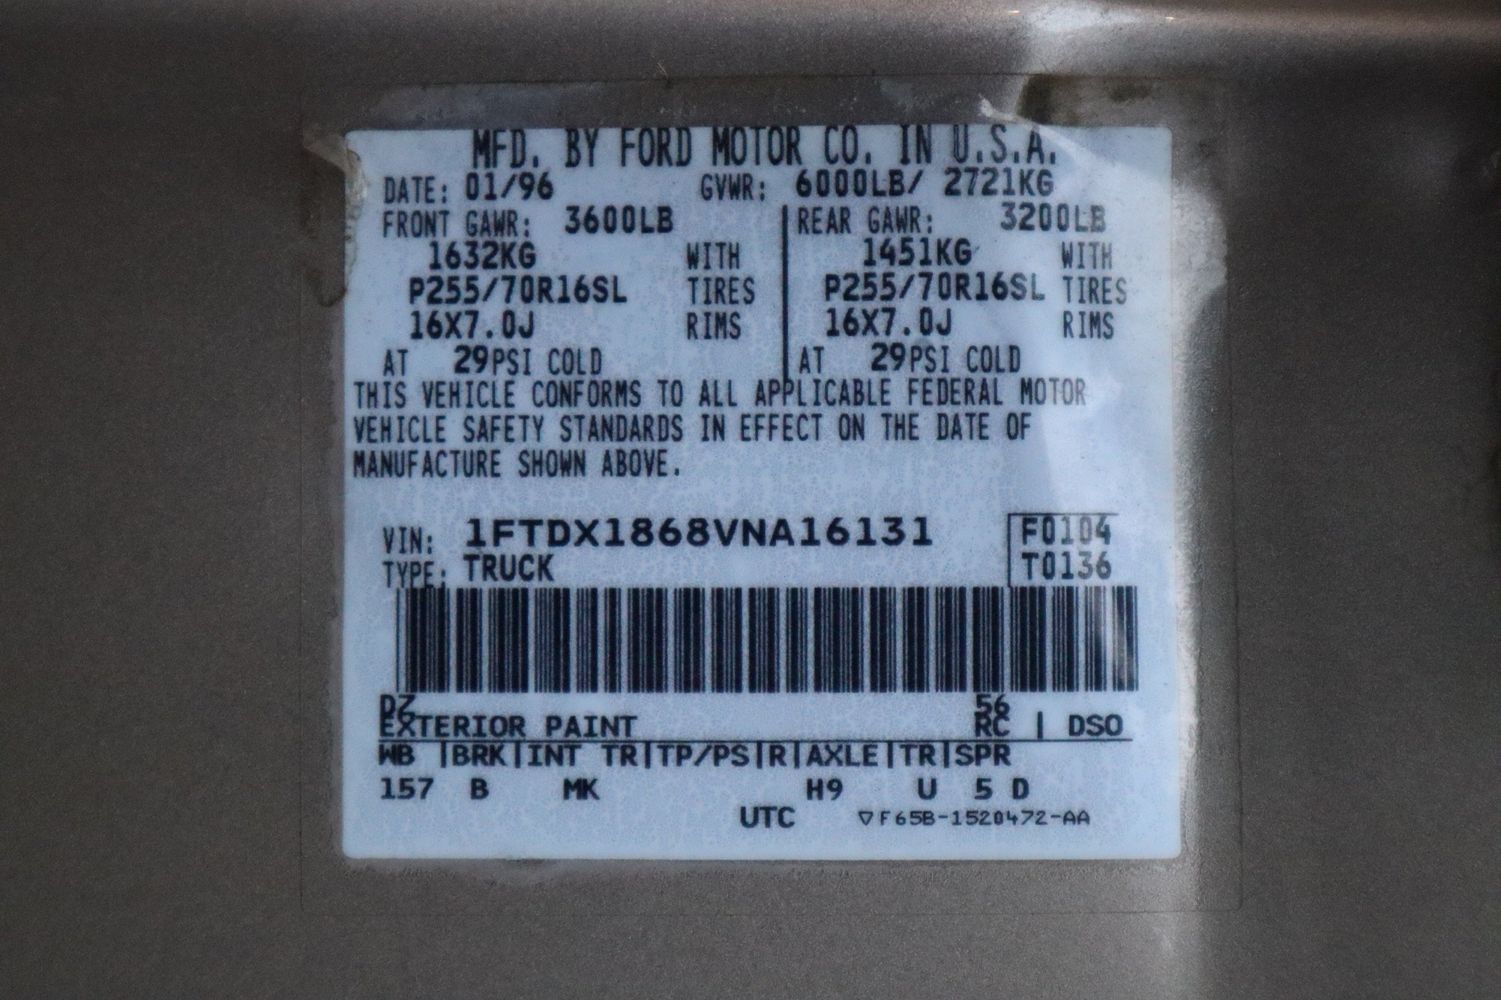 MFD. BY FORD MOTOR CO. IN U.S.A.
DATE: 01/96 GVWR: 6000LB/ 2721KG
FRONT GAWR: 3600LB REAR GAWR: 3200LB
1632KG WITH 1451KG WITH
P255/70R16SL TIRES P255/70R16SL TIRES
16X7.0J RIMS 16X7.0J RIMS
AT 29PSI COLD AT 29PSI COLD
THIS VEHICLE CONFORMS TO ALL APPLICABLE FEDERAL MOTOR
VEHICLE SAFETY STANDARDS IN EFFECT ON THE DATE OF
MANUFACTURE SHOWN ABOVE.
VIN: 1FTDX1868VNA16131 F0104
TYPE: TRUCK T0136
DZ 56
EXTERIOR PAINT RC | DSO
WB |BRK|INT TR|TP/PS|R|AXLE|TR|SPR
157 B MK H9 U 5 D
UTC ▽F65B-1520472-AA